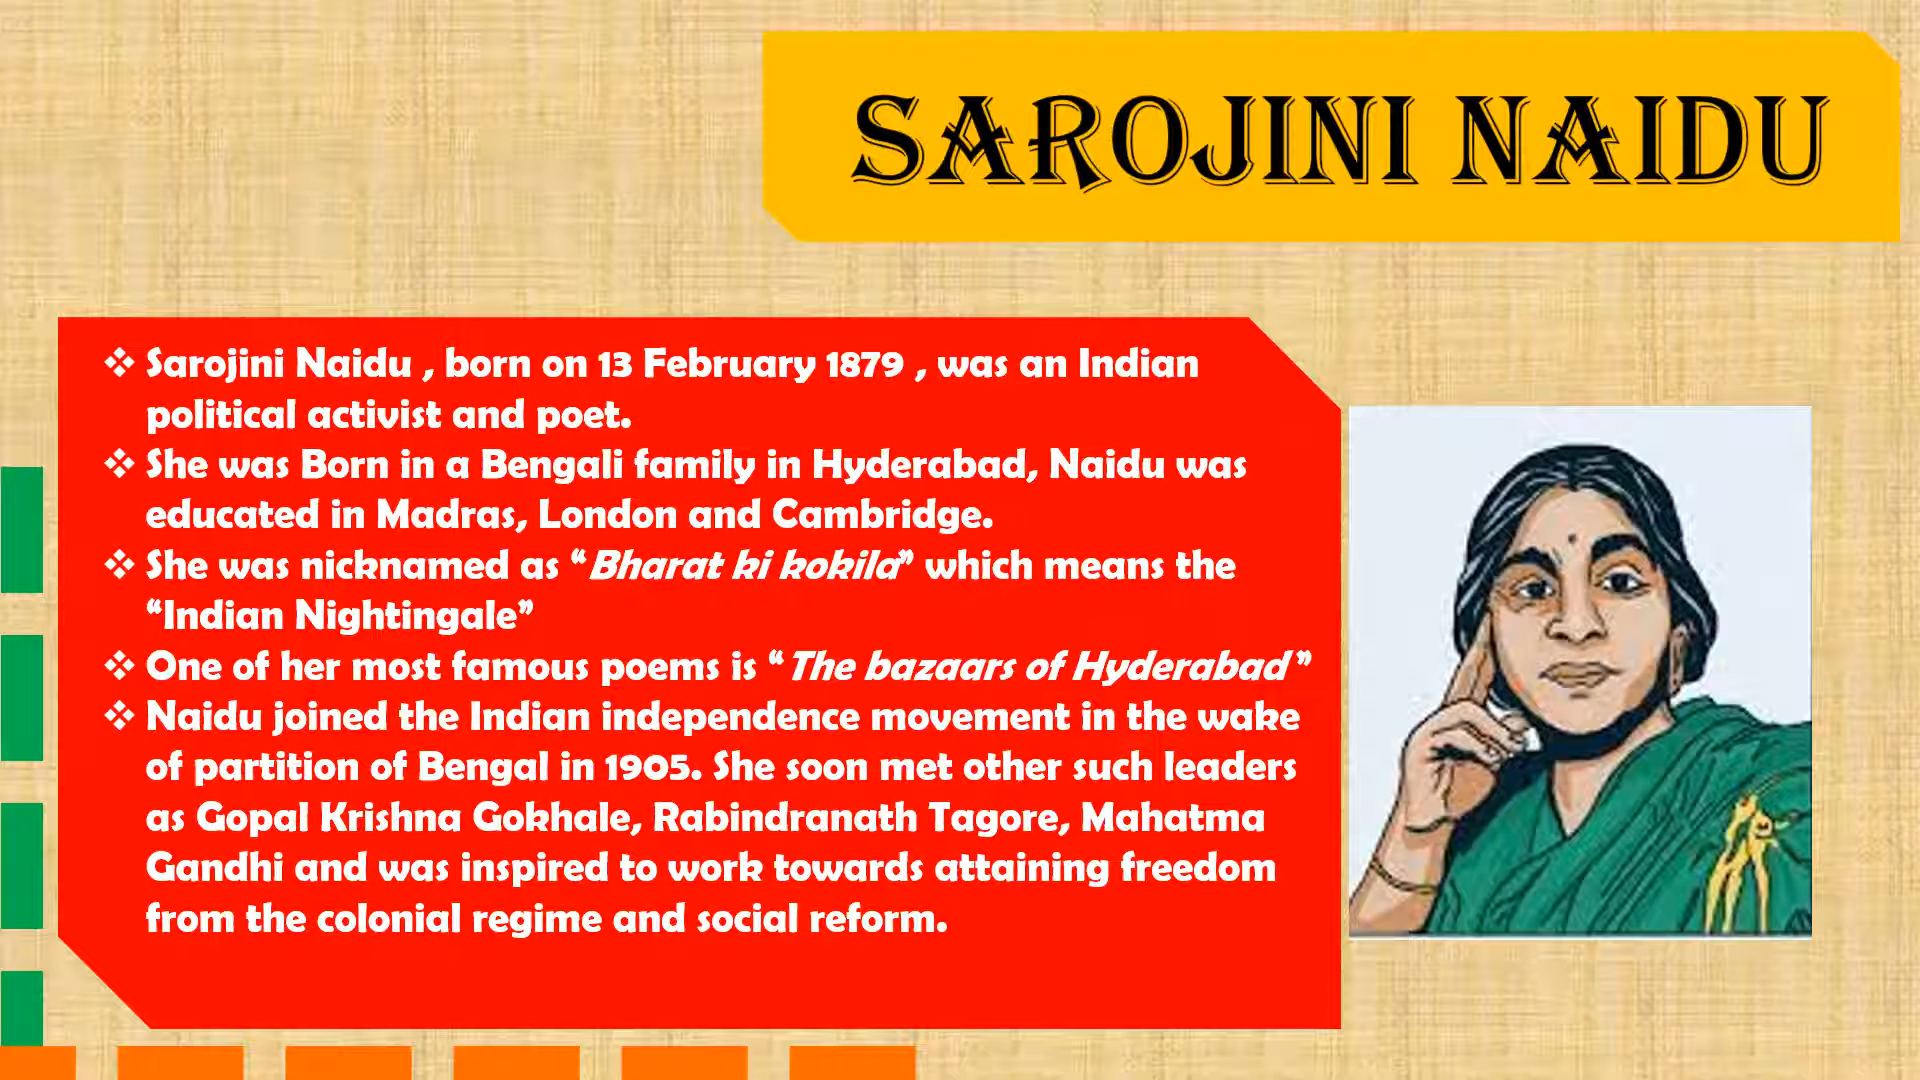 SAROJINI NAIDU
❖ Sarojini Naidu , born on 13 February 1879 , was an Indian
political activist and poet.
❖ She was Born in a Bengali family in Hyderabad, Naidu was
educated in Madras, London and Cambridge.
❖ She was nicknamed as “Bharat ki kokila” which means the
“Indian Nightingale”
❖ One of her most famous poems is “ The bazaars of Hyderabad ”
❖ Naidu joined the Indian independence movement in the wake
of partition of Bengal in 1905. She soon met other such leaders
as Gopal Krishna Gokhale, Rabindranath Tagore, Mahatma
Gandhi and was inspired to work towards attaining freedom
from the colonial regime and social reform.